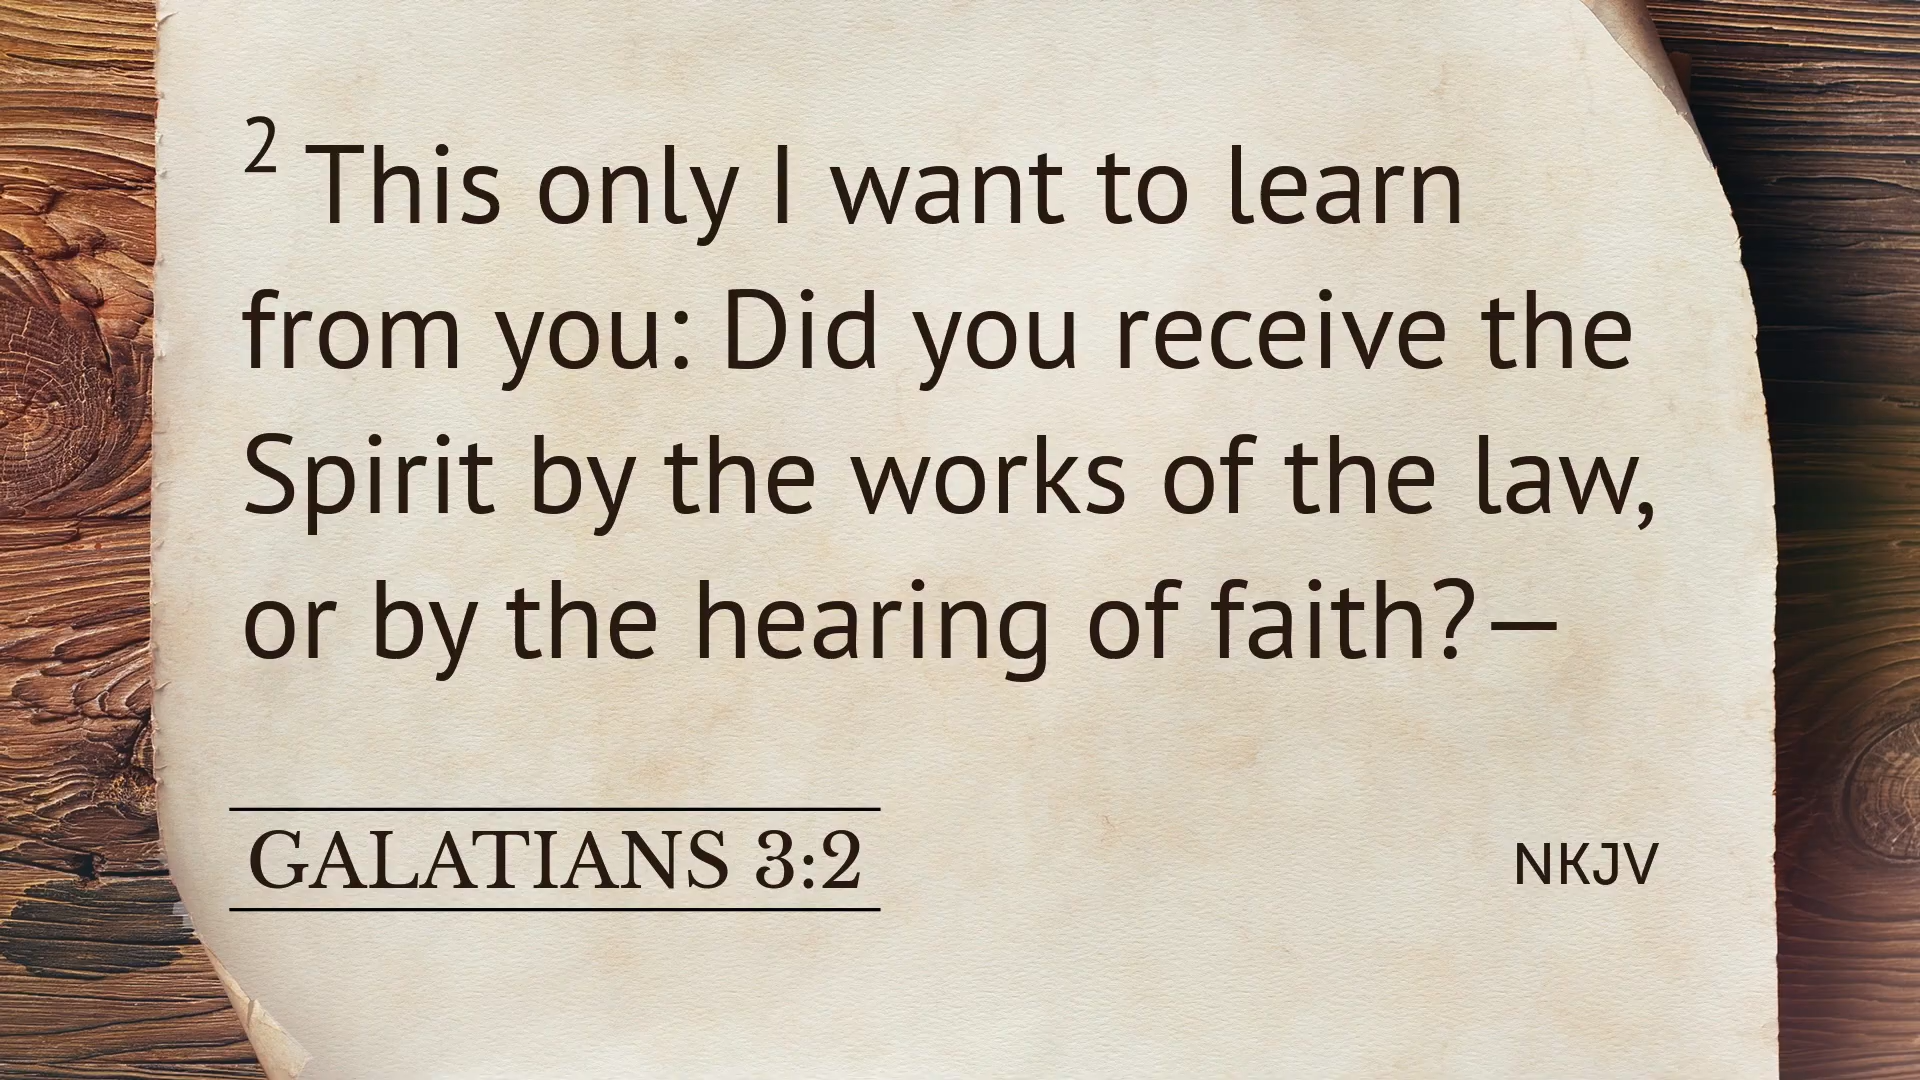 2 This only I want to learn
from you: Did you receive the
Spirit by the works of the law,
or by the hearing of faith?—
GALATIANS 3:2
NKJV